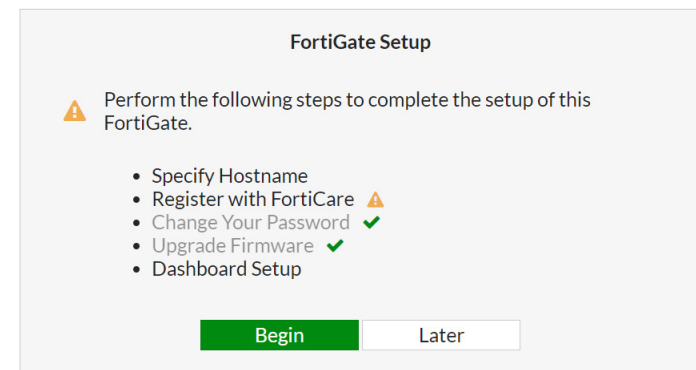 FortiGate Setup
Perform the following steps to complete the setup of this
FortiGate.
Specify Hostname
Register with FortiCare
Change Your Password
Upgrade Firmware
Dashboard Setup
Begin
Later